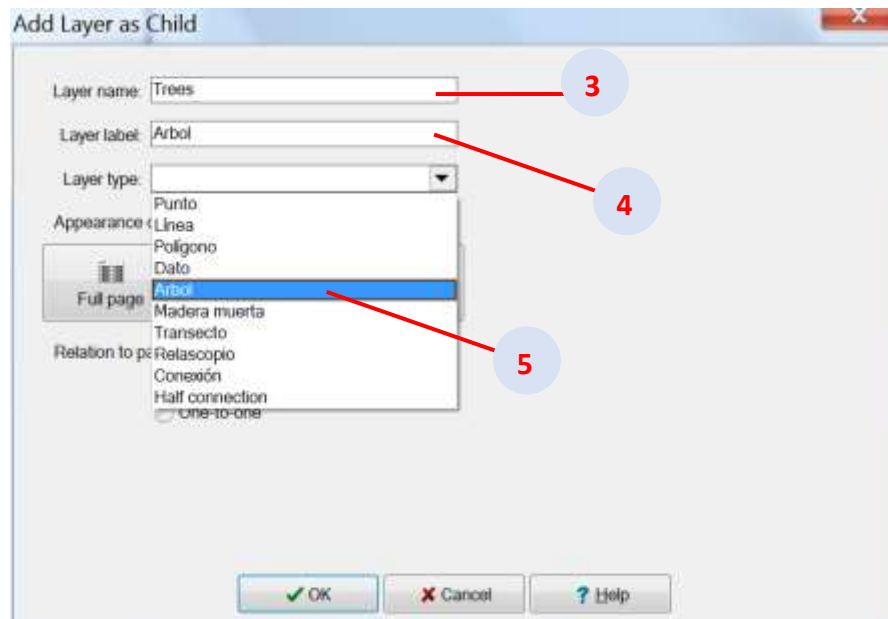 Add Layer as Child
X
Layer name: Trees
3
Layer label: Arbol
Layer type:
4
Punto
Appearance
Línea
Polígono
Dato
Arbol
Full page
Madera muerta
Transecto
Relation to pa
Relascopio
5
Conexión
Half connection
One-to-one
OK
Cancel
? Help